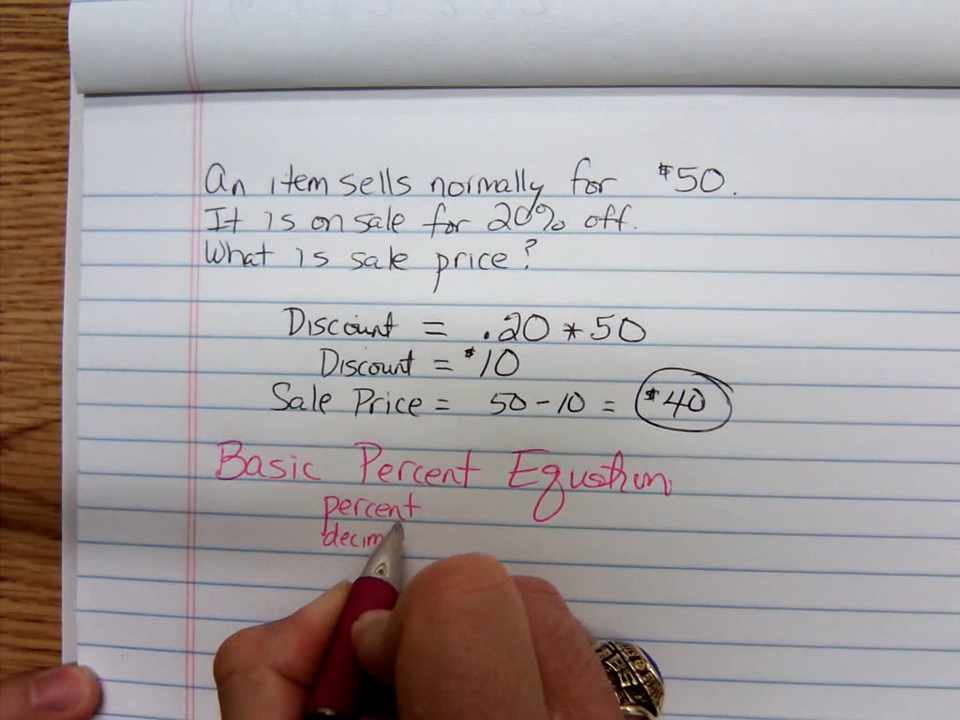 An item sells normally for $50.
It is on sale for 20% off.
What is sale price?
Discount = .20 * 50
Discount = $10
Sale Price = 50 - 10 = $40
Basic Percent Equation
percent
decim